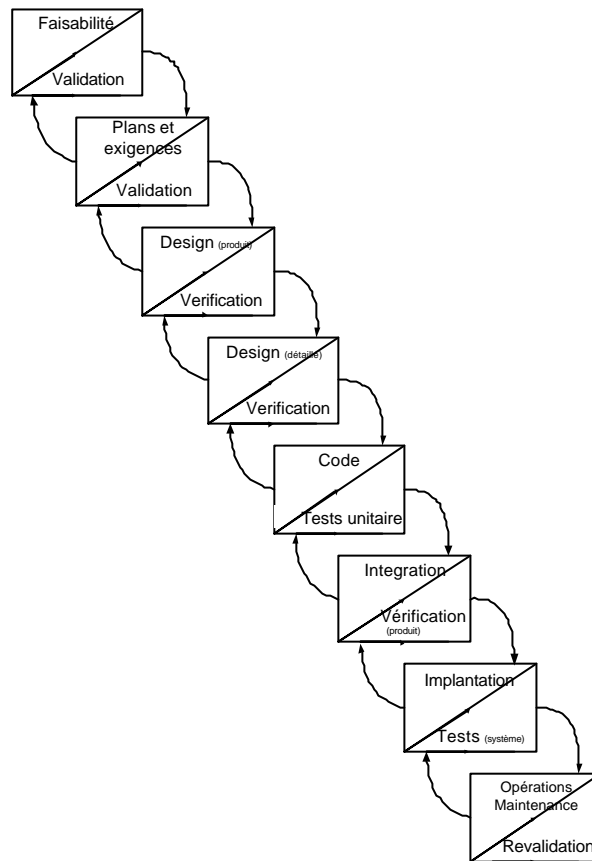 Faisabilité
Validation
Plans et
exigences
Validation
Design (produit)
Verification
Design (détaillé)
Verification
Code
Tests unitaire
Integration
Vérification
(produit)
Implantation
Tests (système)
Opérations
Maintenance
Revalidation